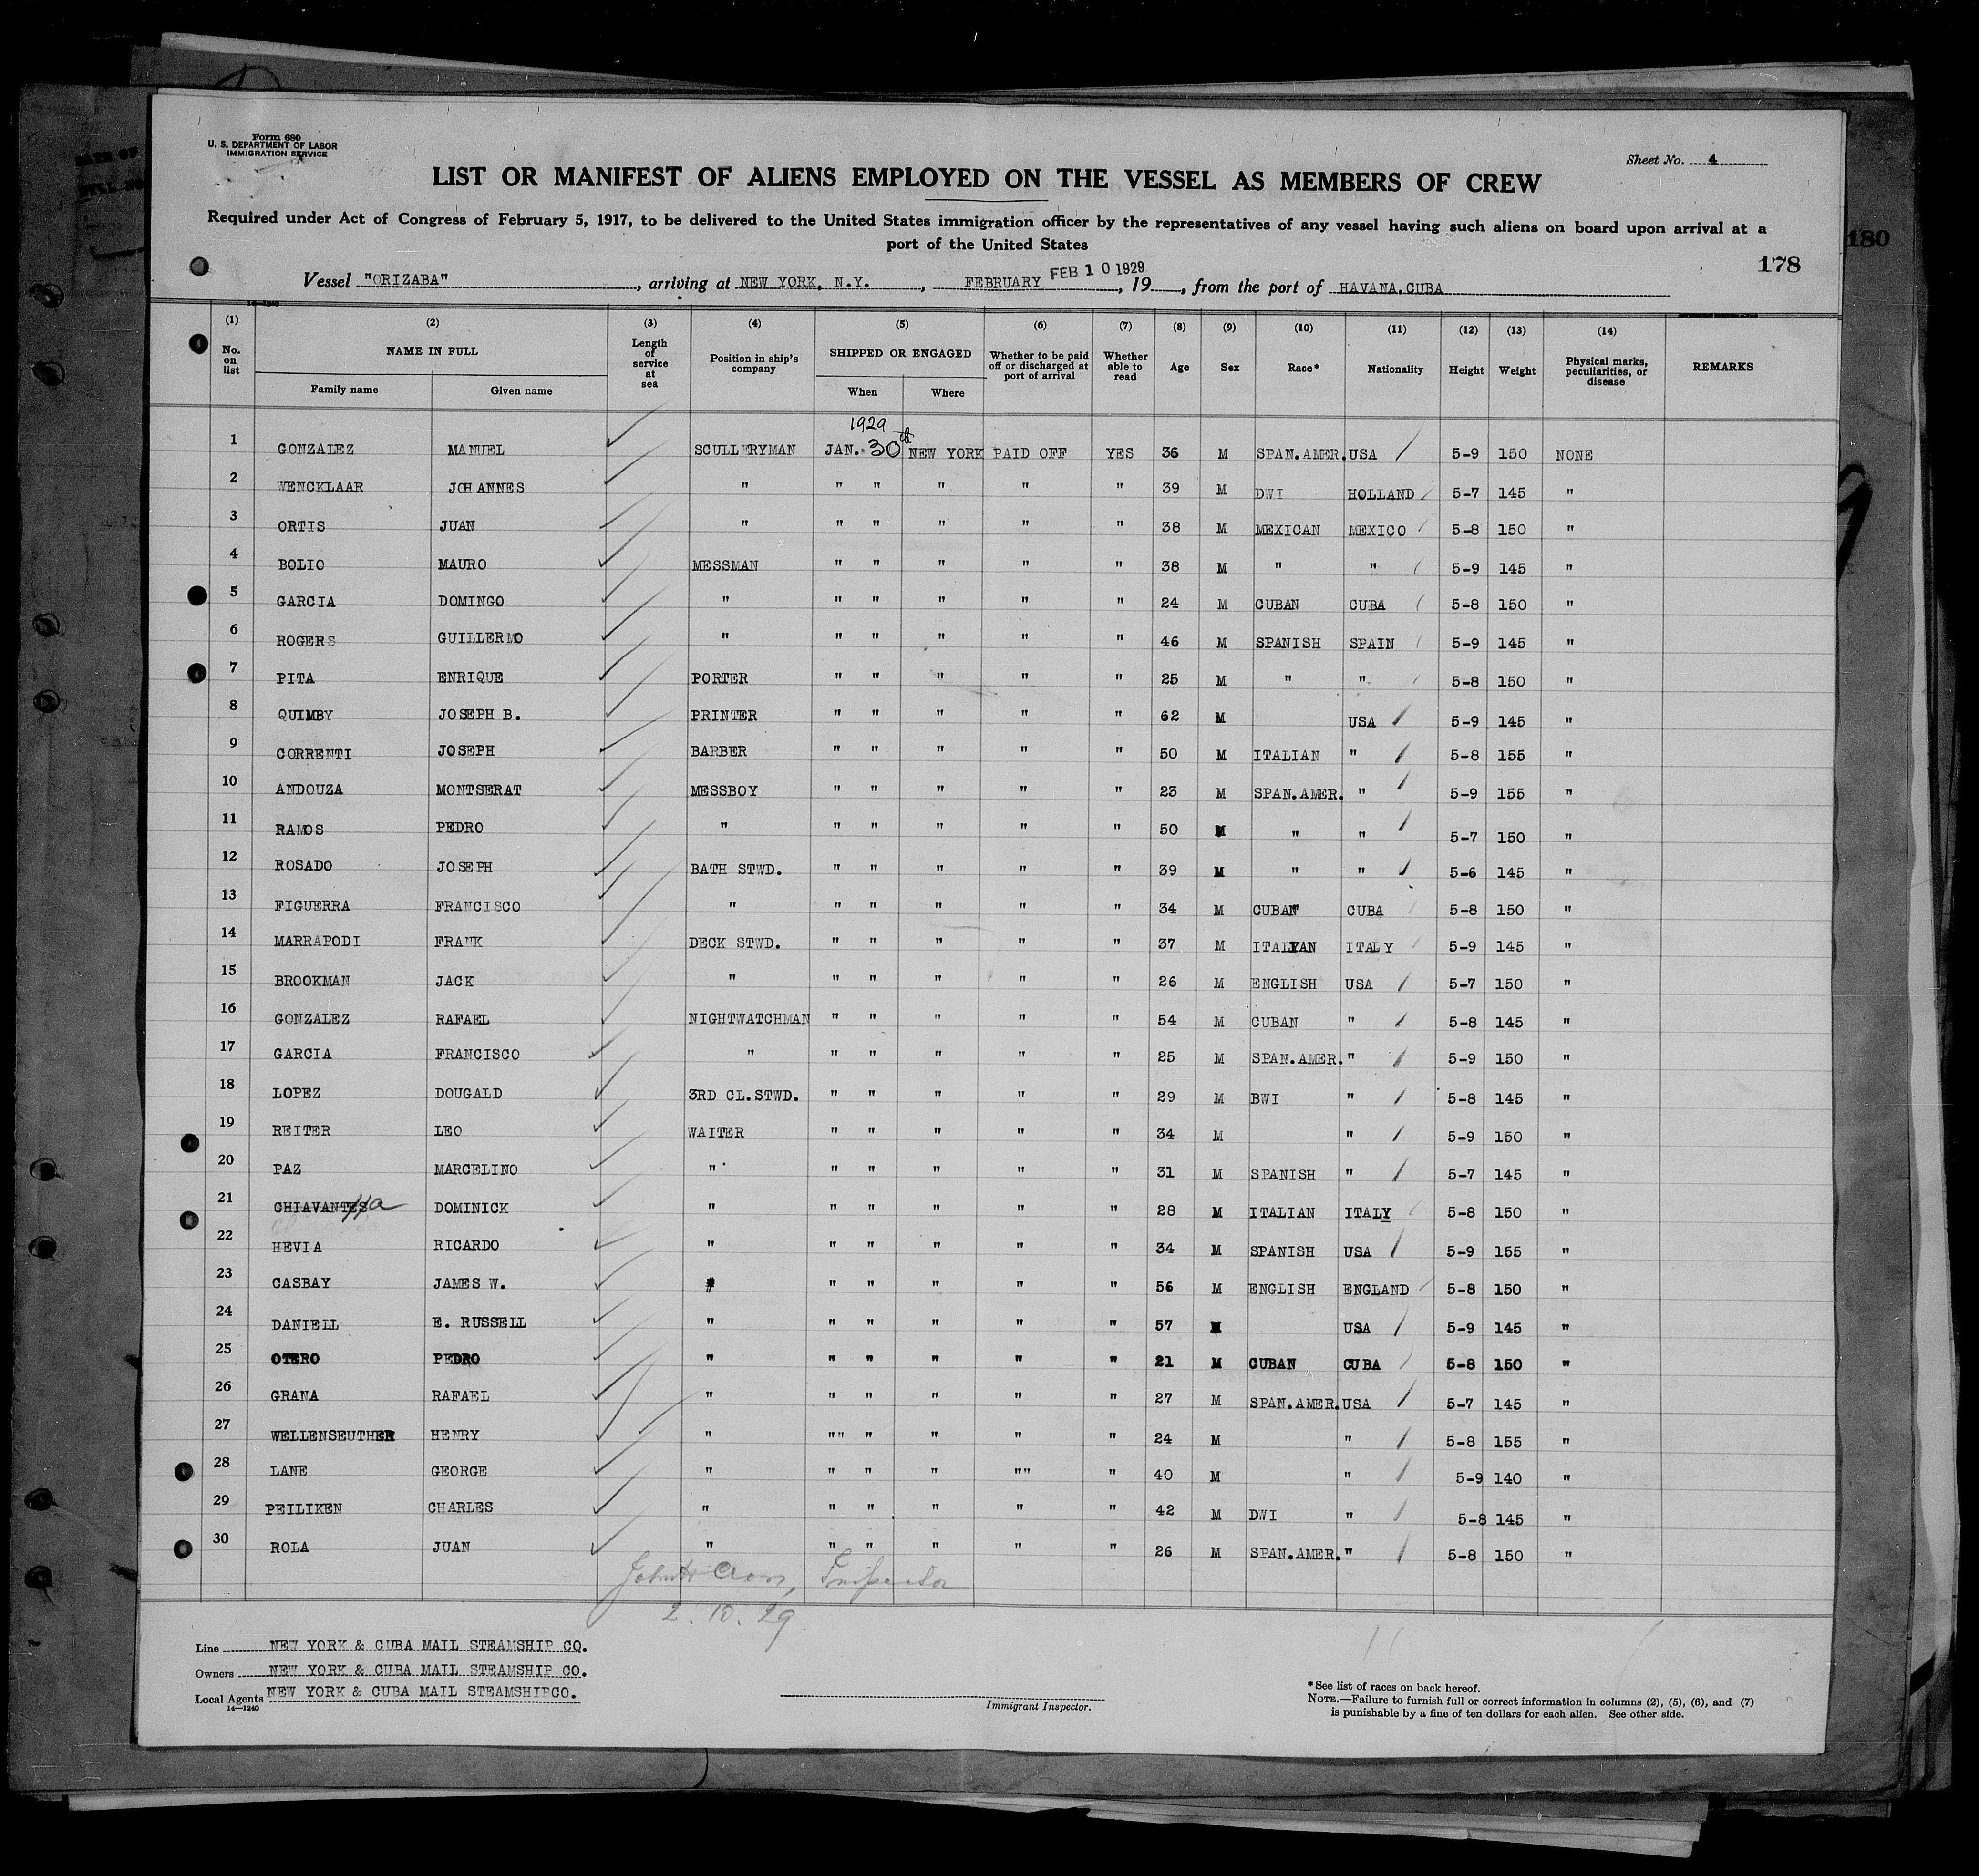 Form 680
U. S. DEPARTMENT OF LABOR
IMMIGRATION SERVICE
Sheet No. 4
LIST OR MANIFEST OF ALIENS EMPLOYED ON THE VESSEL AS MEMBERS OF CREW
Required under Act of Congress of February 5, 1917, to be delivered to the United States immigration officer by the representatives of any vessel having such aliens on board upon arrival at a
port of the United States
180
178
Vessel "ORIZABA", arriving at NEW YORK, N.Y., FEBRUARY FEB 10 1929, 19, from the port of HAVANA,CUBA
14-1240
(1) (2) (3) (4) (5) (6) (7) (8) (9) (10) (11) (12) (13) (14)
No. on list NAME IN FULL Family name Given name Length of service at sea Position in ship's company SHIPPED OR ENGAGED When Where Whether to be paid off or discharged at port of arrival Whether able to read Age Sex Race* Nationality Height Weight Physical marks, peculiarities, or disease REMARKS
1929
1 GONZALEZ MANUEL SCULLERYMAN JAN. 30th NEW YORK PAID OFF YES 36 M SPAN.AMER. USA 5-9 150 NONE
2 WENCKLAAR JOHANNES " " " " " " 39 M DWI HOLLAND 5-7 145 "
3 ORTIS JUAN " " " " " " 38 M MEXICAN MEXICO 5-8 150 "
4 BOLIO MAURO MESSMAN " " " " " 38 M " " 5-9 145 "
5 GARCIA DOMINGO " " " " " " 24 M CUBAN CUBA 5-8 150 "
6 ROGERS GUILLERMO " " " " " " 46 M SPANISH SPAIN 5-9 145 "
7 PITA ENRIQUE PORTER " " " " " 25 M " " 5-8 150 "
8 QUIMBY JOSEPH B. PRINTER " " " " " 62 M USA 5-9 145 "
9 CORRENTI JOSEPH BARBER " " " " " 50 M ITALIAN " 5-8 155 "
10 ANDOUZA MONTSERAT MESSBOY " " " " " 23 M SPAN.AMER. " 5-9 155 "
11 RAMOS PEDRO " " " " " " 50 M " " 5-7 150 "
12 ROSADO JOSEPH BATH STWD. " " " " " 39 M " " 5-6 145 "
13 FIGUERRA FRANCISCO " " " " " " 34 M CUBAN CUBA 5-8 150 "
14 MARRAPODI FRANK DECK STWD. " " " " " 37 M ITALYAN ITALY 5-9 145 "
15 BROOKMAN JACK " " " " " " 26 M ENGLISH USA 5-7 150 "
16 GONZALEZ RAFAEL NIGHTWATCHMAN " " " " " 54 M CUBAN " 5-8 145 "
17 GARCIA FRANCISCO " " " " " " 25 M SPAN.AMER. " 5-9 150 "
18 LOPEZ DOUGALD 3RD CL.STWD. " " " " " 29 M BWI " 5-8 145 "
19 REITER LEO WAITER " " " " " 34 M " 5-9 150 "
20 PAZ MARCELINO " " " " " " 31 M SPANISH " 5-7 145 "
21 CHIAVANTES DOMINICK " " " " " " 28 M ITALIAN ITALY 5-8 150 "
22 HEVIA RICARDO " " " " " " 34 M SPANISH USA 5-9 155 "
23 CASBAY JAMES W. " " " " " " 56 M ENGLISH ENGLAND 5-8 150 "
24 DANIELL E. RUSSELL " " " " " " 57 M USA 5-9 145 "
25 OTERO PEDRO " " " " " " 21 M CUBAN CUBA 5-8 150 "
26 GRANA RAFAEL " " " " " " 27 M SPAN.AMER. USA 5-7 145 "
27 WELLENSEUTHER HENRY " "" " " " " 24 M " 5-8 155 "
28 LANE GEORGE " " " " "" " 40 M " 5-9 140 "
29 PEILIKEN CHARLES " " " " " " 42 M DWI " 5-8 145 "
30 ROLA JUAN " " " " " " 26 M SPAN.AMER. " 5-8 150 "
Inspector
2.10.29
Line NEW YORK & CUBA MAIL STEAMSHIP CO.
Owners NEW YORK & CUBA MAIL STEAMSHIP CO.
Local Agents NEW YORK & CUBA MAIL STEAMSHIPCO.
14-1240
Immigrant Inspector.
*See list of races on back hereof.
NOTE.—Failure to furnish full or correct information in columns (2), (5), (6), and (7)
is punishable by a fine of ten dollars for each alien. See other side.